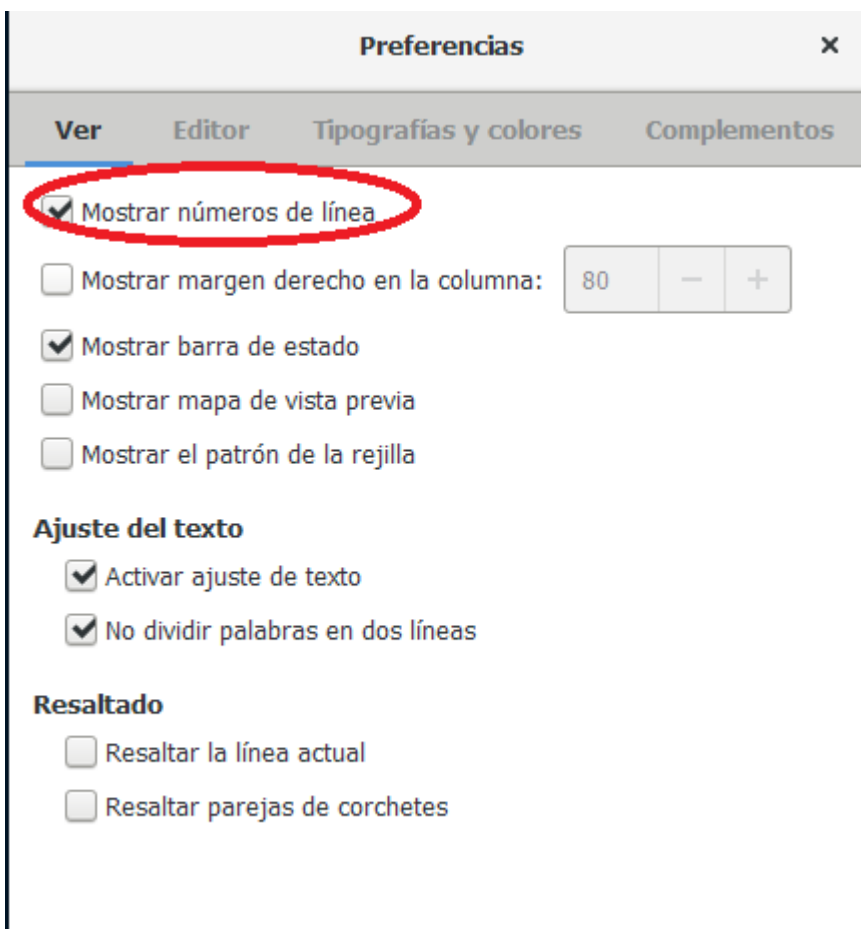 Preferencias
Ver Editor Tipografías y colores Complementos
Mostrar números de línea
Mostrar margen derecho en la columna: 80
Mostrar barra de estado
Mostrar mapa de vista previa
Mostrar el patrón de la rejilla
Ajuste del texto
Activar ajuste de texto
No dividir palabras en dos líneas
Resaltado
Resaltar la línea actual
Resaltar parejas de corchetes